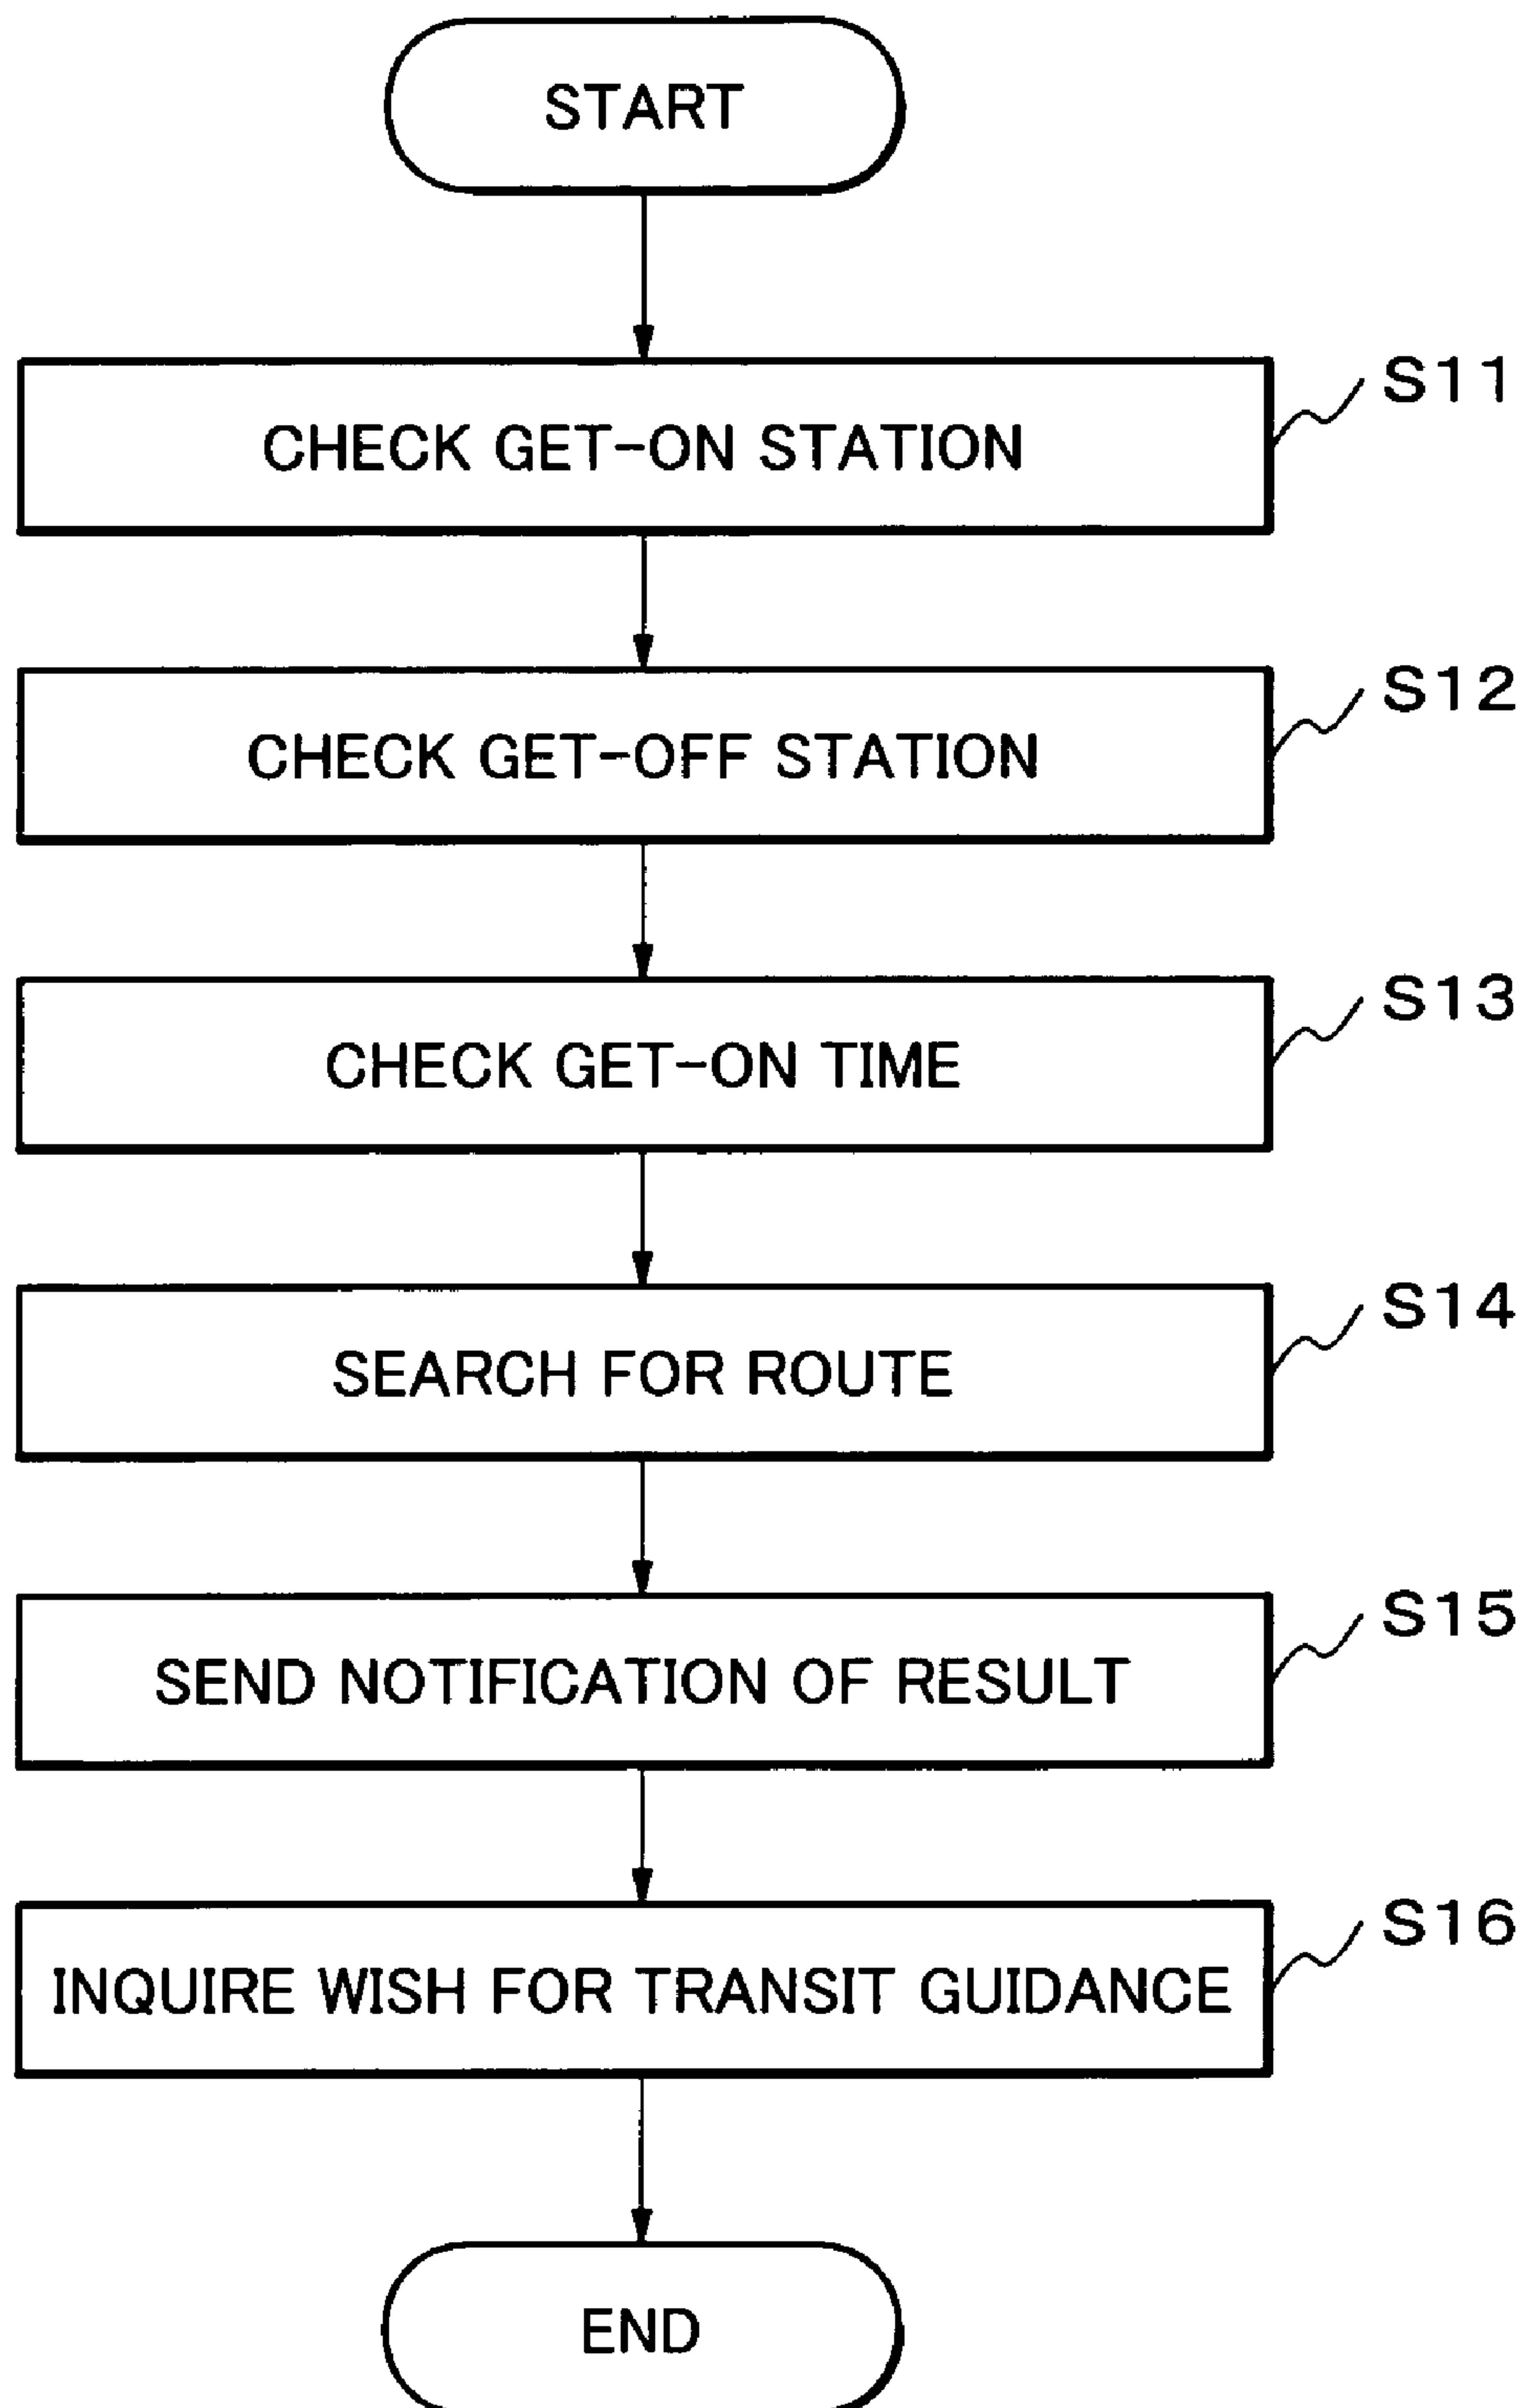 START
CHECK GET-ON STATION
S11
CHECK GET-OFF STATION
S12
CHECK GET-ON TIME
S13
SEARCH FOR ROUTE
S14
SEND NOTIFICATION OF RESULT
S15
INQUIRE WISH FOR TRANSIT GUIDANCE
S16
END